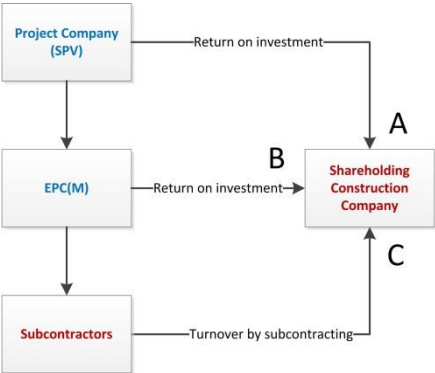 Project Company
(SPV)
Return on investment
A
B
EPC(M)
Return on investment
Shareholding
Construction
Company
C
Subcontractors
Turnover by subcontracting